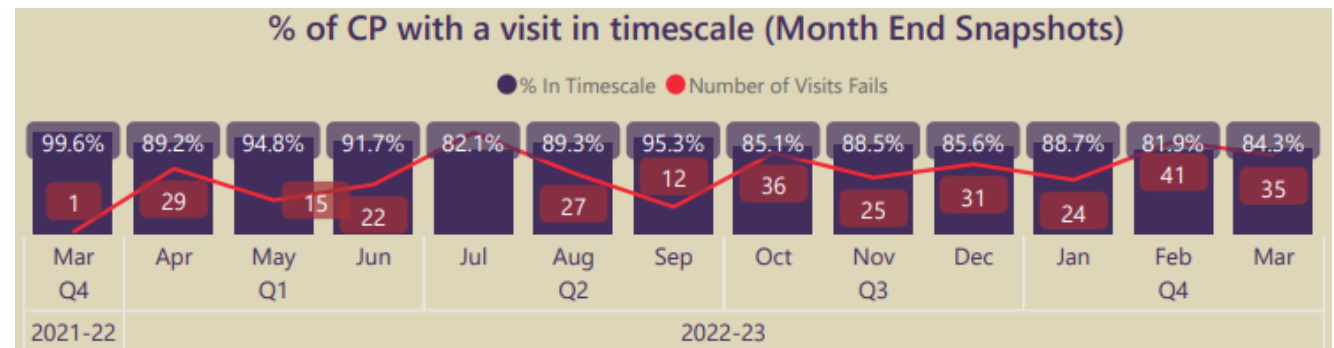 % of CP with a visit in timescale (Month End Snapshots)
% In Timescale Number of Visits Fails
99.6% 89.2% 94.8% 91.7% 82.1% 89.3% 95.3% 85.1% 88.5% 85.6% 88.7% 81.9% 84.3%
1 29 15 22 27 12 36 25 31 24 41 35
Mar Apr May Jun Jul Aug Sep Oct Nov Dec Jan Feb Mar
Q4 Q1 Q2 Q3 Q4
2021-22 2022-23